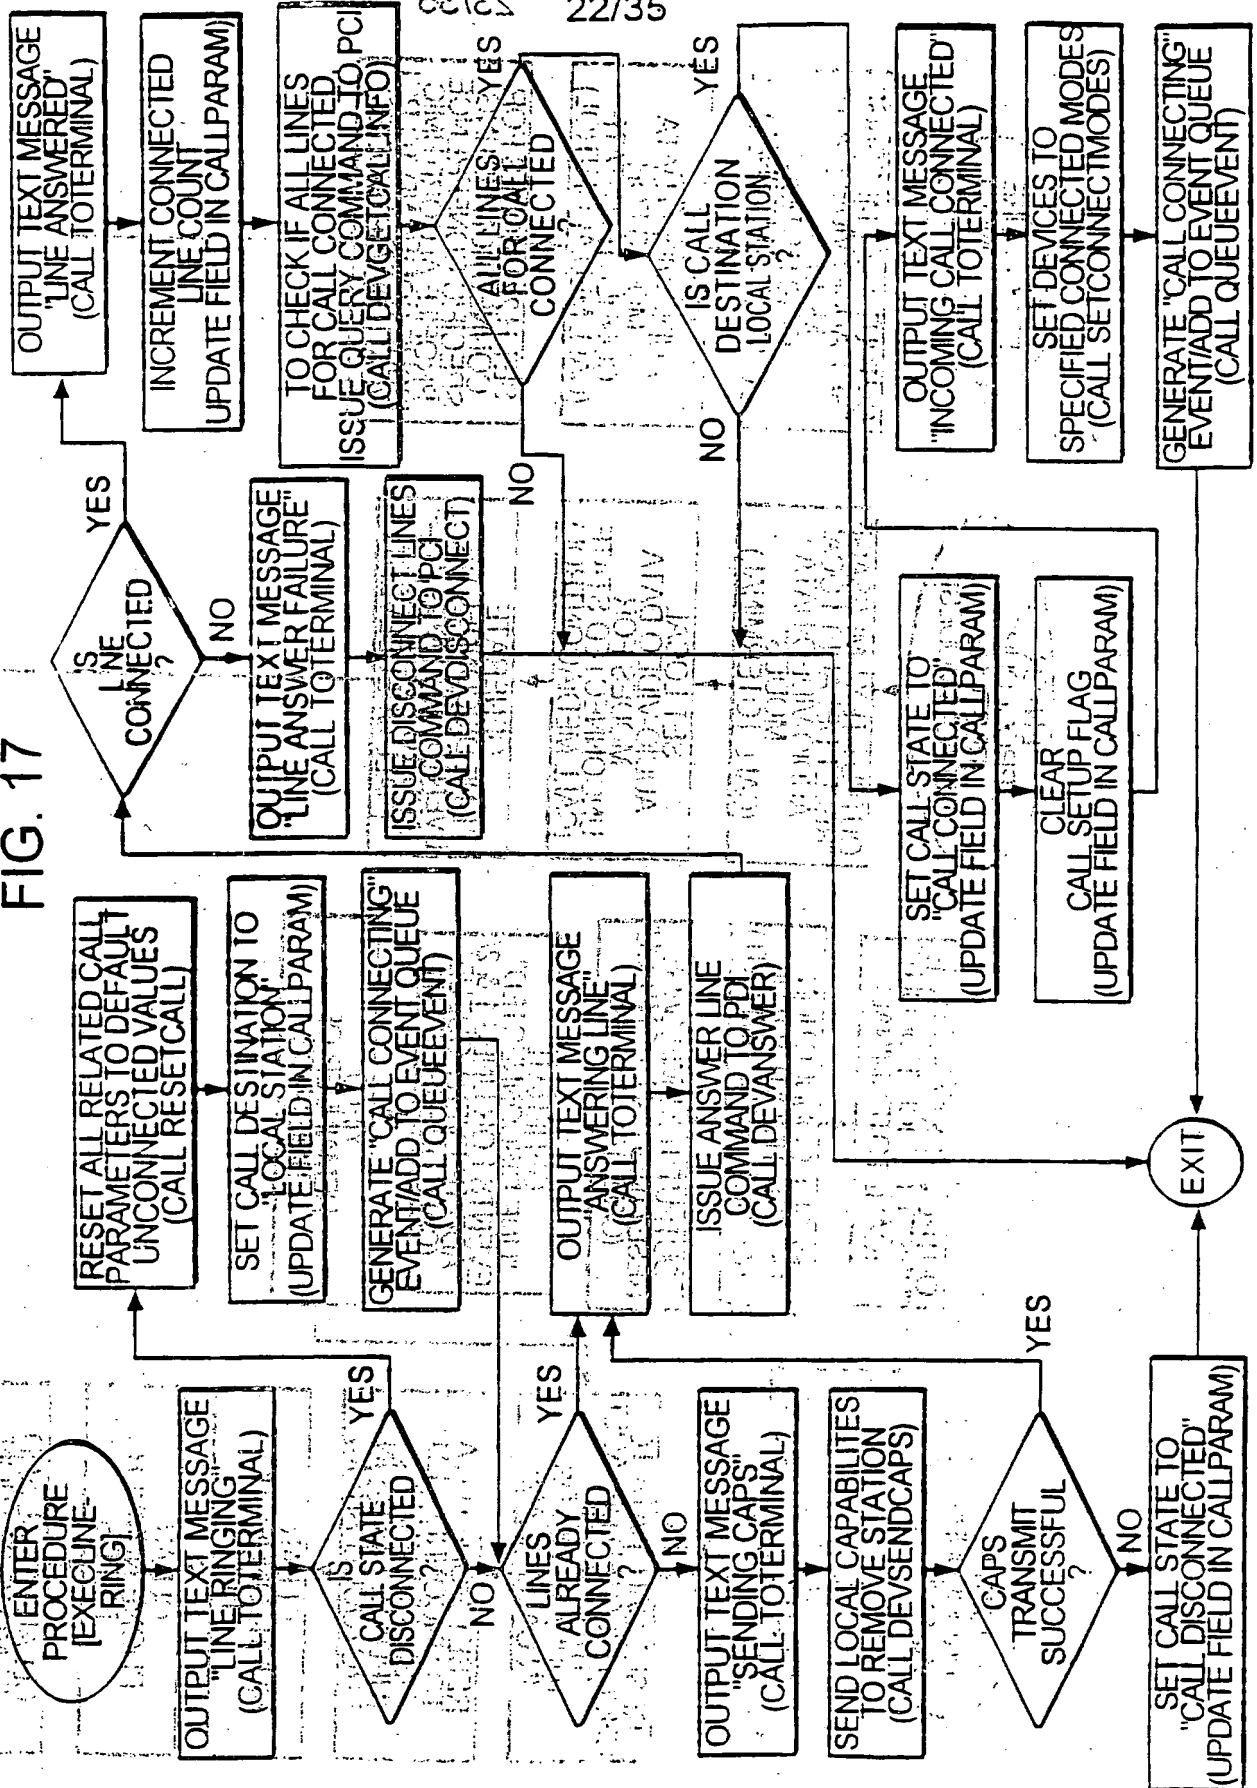 22/35
FIG. 17
ENTER
PROCEDURE
[EXECLINE-
RING]
OUTPUT TEXT MESSAGE
"LINE RINGING"
(CALL TOTERMINAL)
IS
CALL STATE
DISCONNECTED
?
YES
NO
RESET ALL RELATED CALL
PARAMETERS TO DEFAULT
UNCONNECTED VALUES
(CALL RESETCALL)
SET CALL DESTINATION TO
"LOCAL STATION"
(UPDATE FIELD IN CALLPARAM)
GENERATE "CALL CONNECTING"
EVENT/ADD TO EVENT QUEUE
(CALL QUEUEEVENT)
LINES
ALREADY
CONNECTED
?
YES
NO
OUTPUT TEXT MESSAGE
"SENDING CAPS"
(CALL TOTERMINAL)
SEND LOCAL CAPABILITES
TO REMOVE STATION
(CALL DEVSENDCAPS)
CAPS
TRANSMIT
SUCCESSFUL
?
YES
NO
SET CALL STATE TO
"CALL DISCONNECTED"
(UPDATE FIELD IN CALLPARAM)
OUTPUT TEXT MESSAGE
"ANSWERING LINE"
(CALL TOTERMINAL)
ISSUE ANSWER LINE
COMMAND TO PDI
(CALL DEVANSWER)
IS
LINE
CONNECTED
?
YES
NO
OUTPUT TEXT MESSAGE
"LINE ANSWER FAILURE"
(CALL TOTERMINAL)
ISSUE DISCONNECT LINES
COMMAND TO PCI
(CALL DEVDISCONNECT)
OUTPUT TEXT MESSAGE
"LINE ANSWERED"
(CALL TOTERMINAL)
INCREMENT CONNECTED
LINE COUNT
UPDATE FIELD IN CALLPARAM)
TO CHECK IF ALL LINES
FOR CALL CONNECTED
ISSUE QUERY COMMAND TO PCI
(CALL DEVGETCALLINFO)
ALL LINES
FOR CALL
CONNECTED
?
YES
NO
IS CALL
DESTINATION
LOCAL STATION
?
YES
NO
SET CALL STATE TO
"CALL CONNECTED"
(UPDATE FIELD IN CALLPARAM)
CLEAR
CALL SETUP FLAG
(UPDATE FIELD IN CALLPARAM)
OUTPUT TEXT MESSAGE
"INCOMING CALL CONNECTED"
(CALL TOTERMINAL)
SET DEVICES TO
SPECIFIED CONNECTED MODES
(CALL SETCONNECTMODES)
GENERATE "CALL CONNECTING"
EVENT/ADD TO EVENT QUEUE
(CALL QUEUEEVENT)
EXIT